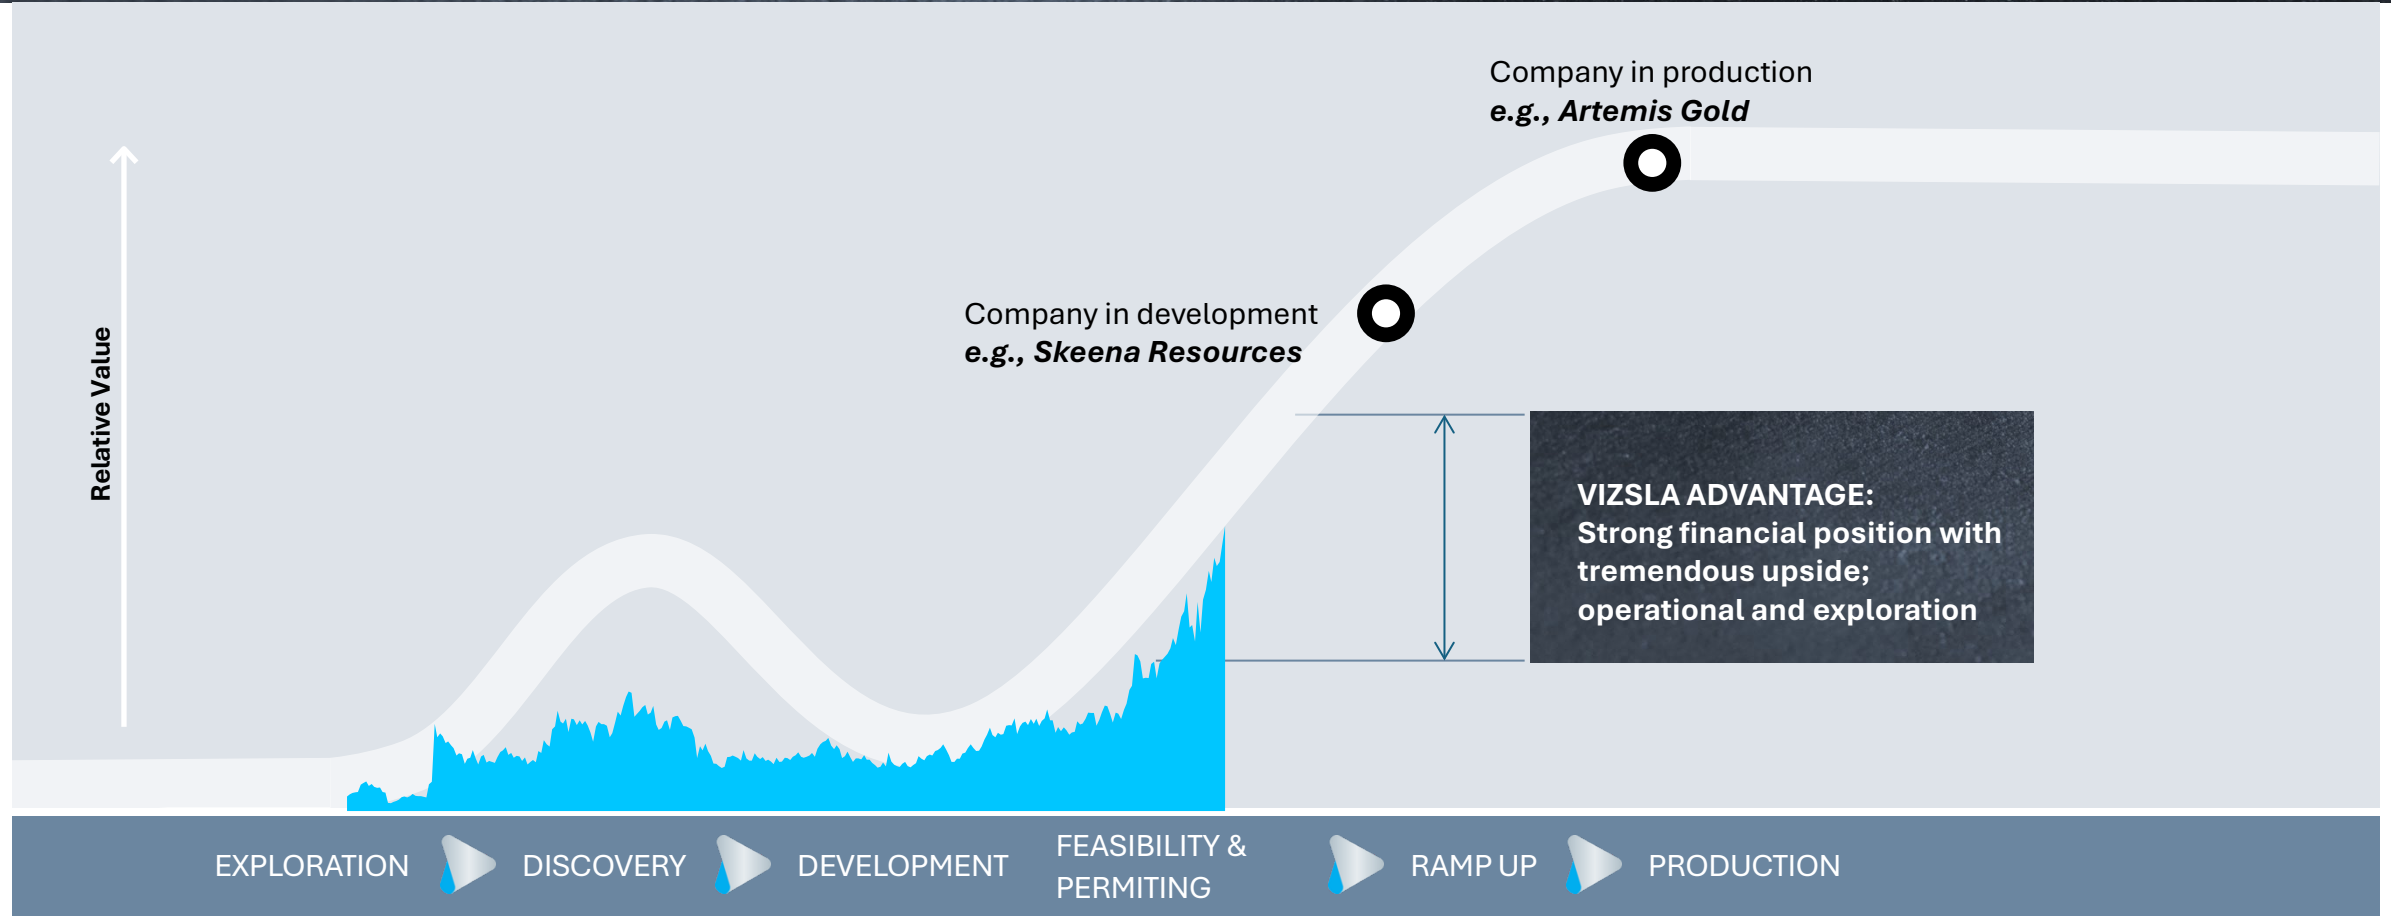 Company in production
e.g., Artemis Gold
Company in development
e.g., Skeena Resources
Relative Value
VIZSLA ADVANTAGE:
Strong financial position with
tremendous upside;
operational and exploration
EXPLORATION
DISCOVERY
DEVELOPMENT
FEASIBILITY &
PERMITING
RAMP UP
PRODUCTION